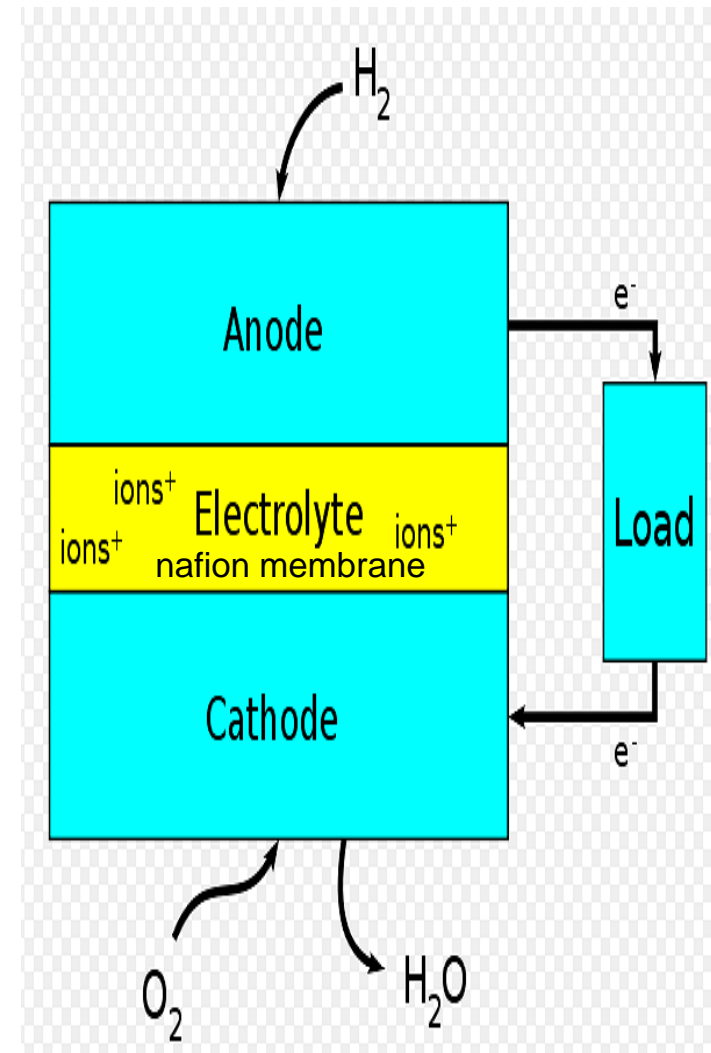 H₂
Anode
e⁻
ions⁺
Electrolyte
ions⁺
ions⁺
nafion membrane
Load
Cathode
e⁻
O₂
H₂O